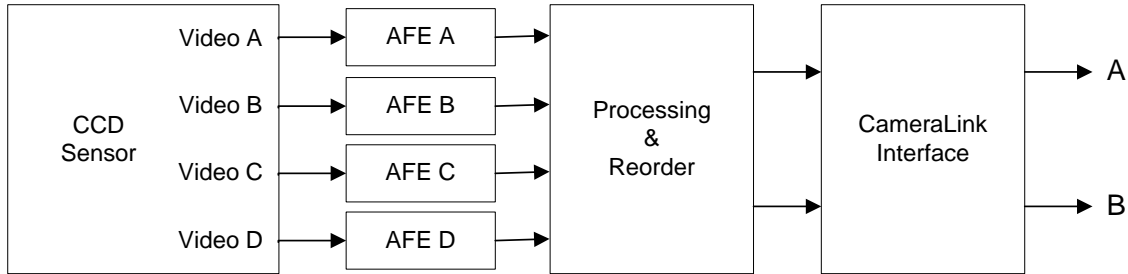 CCD
Sensor
Video A
Video B
Video C
Video D
AFE A
AFE B
AFE C
AFE D
Processing
&
Reorder
CameraLink
Interface
A
B